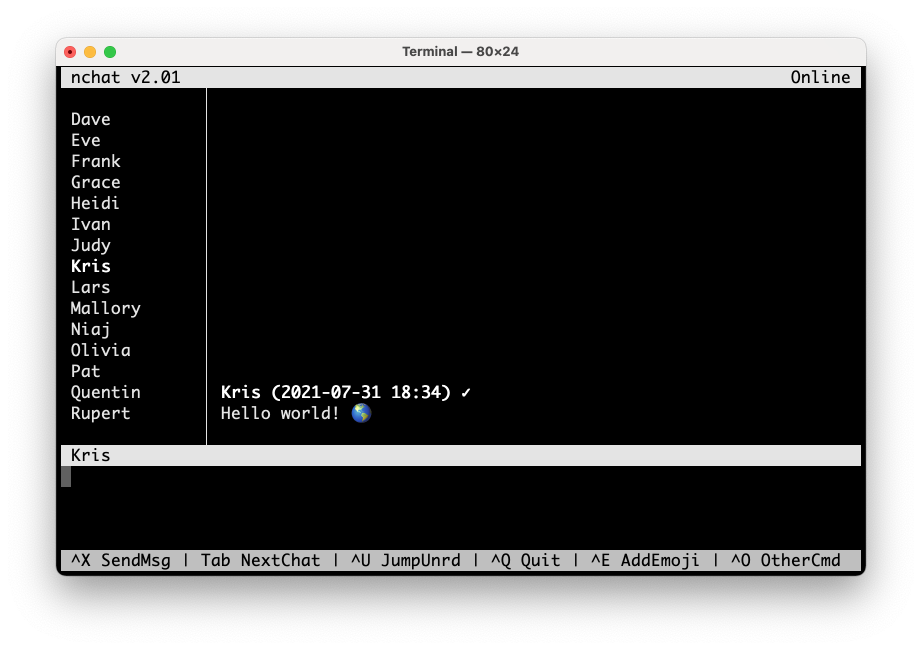 Terminal — 80×24
nchat v2.01 Online
Dave
Eve
Frank
Grace
Heidi
Ivan
Judy
Kris
Lars
Mallory
Niaj
Olivia
Pat
Quentin
Rupert
Kris (2021-07-31 18:34) ✓
Hello world! 🌎
Kris
^X SendMsg | Tab NextChat | ^U JumpUnrd | ^Q Quit | ^E AddEmoji | ^O OtherCmd